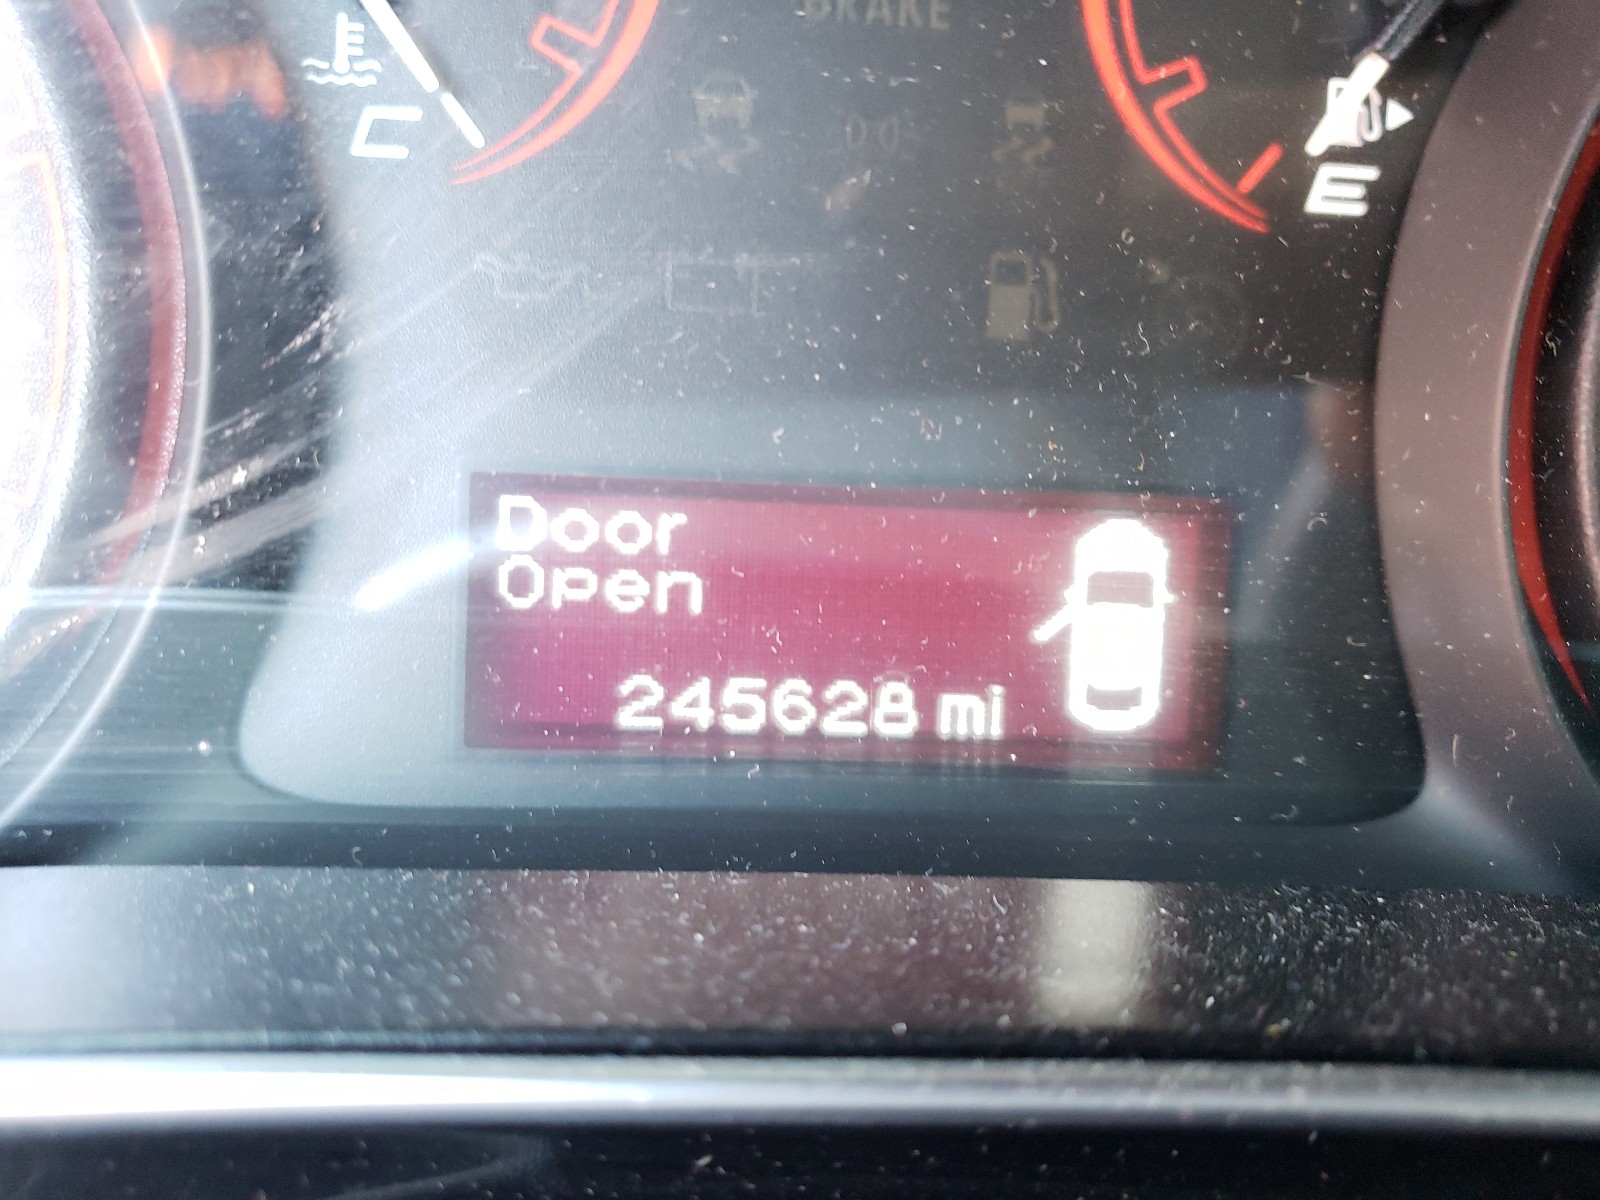 BRAKE
C
E
Door
Open
245628 mi